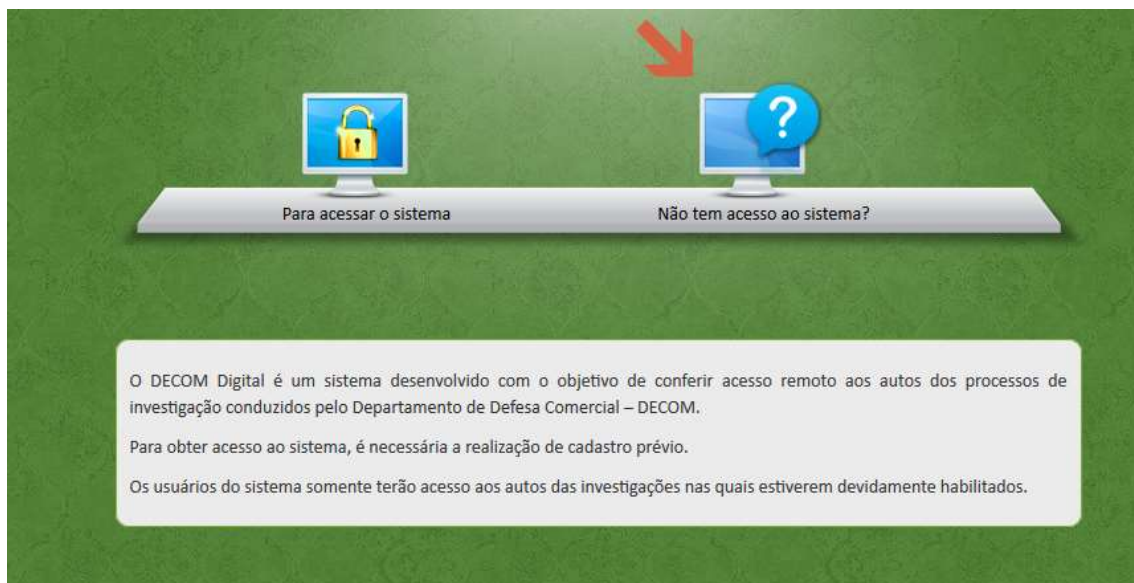 ?
Para acessar o sistema
Não tem acesso ao sistema?
O DECOM Digital é um sistema desenvolvido com o objetivo de conferir acesso remoto aos autos dos processos de
investigação conduzidos pelo Departamento de Defesa Comercial – DECOM.
Para obter acesso ao sistema, é necessária a realização de cadastro prévio.
Os usuários do sistema somente terão acesso aos autos das investigações nas quais estiverem devidamente habilitados.